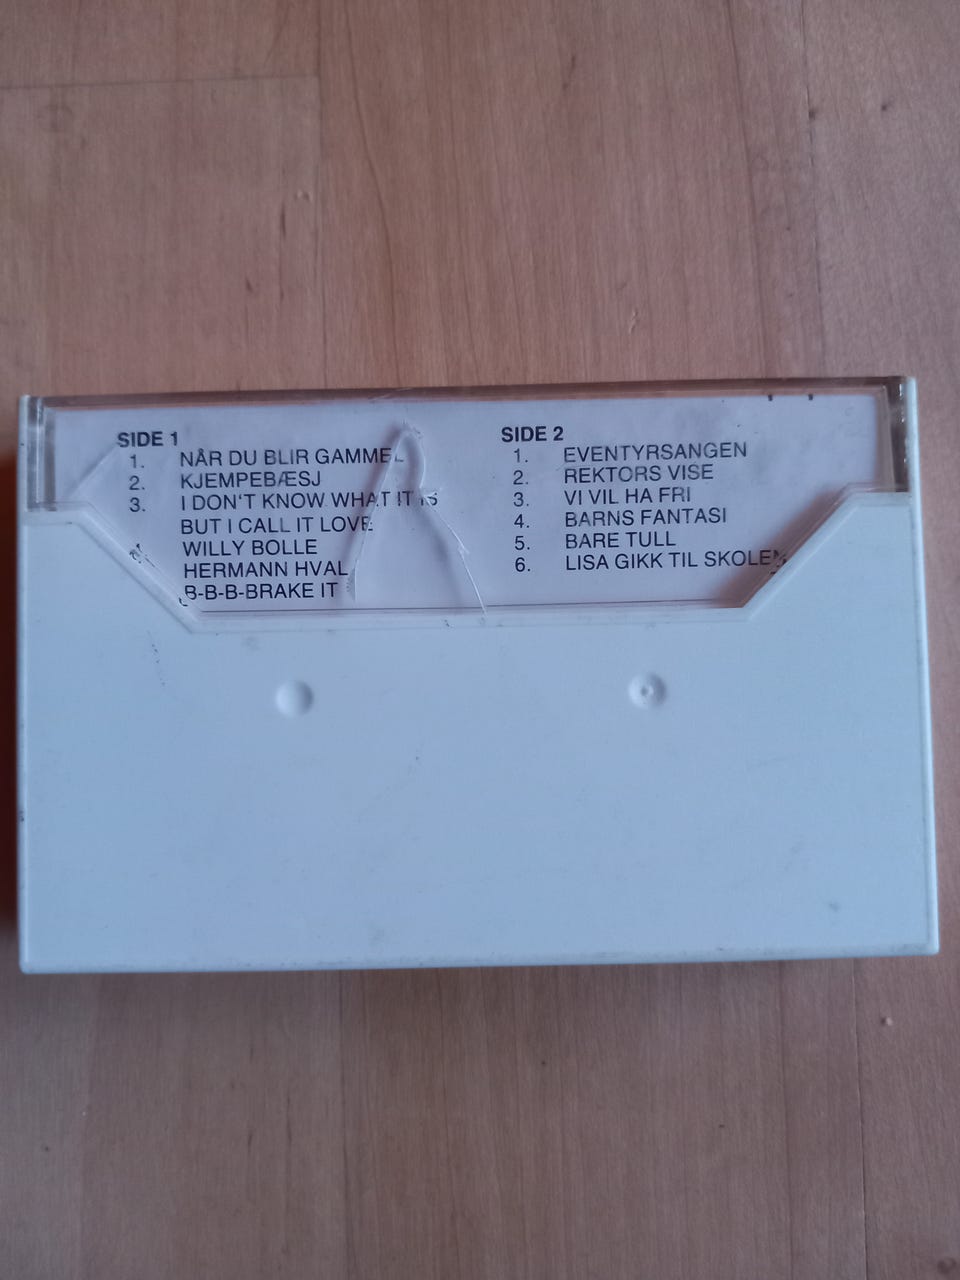 SIDE 1
1. NÅR DU BLIR GAMMEL
2. KJEMPEBÆSJ
3. I DON'T KNOW WHAT IT IS
BUT I CALL IT LOVE
4. WILLY BOLLE
HERMANN HVAL
B-B-B-BRAKE IT
SIDE 2
1. EVENTYRSANGEN
2. REKTORS VISE
3. VI VIL HA FRI
4. BARNS FANTASI
5. BARE TULL
6. LISA GIKK TIL SKOLEN